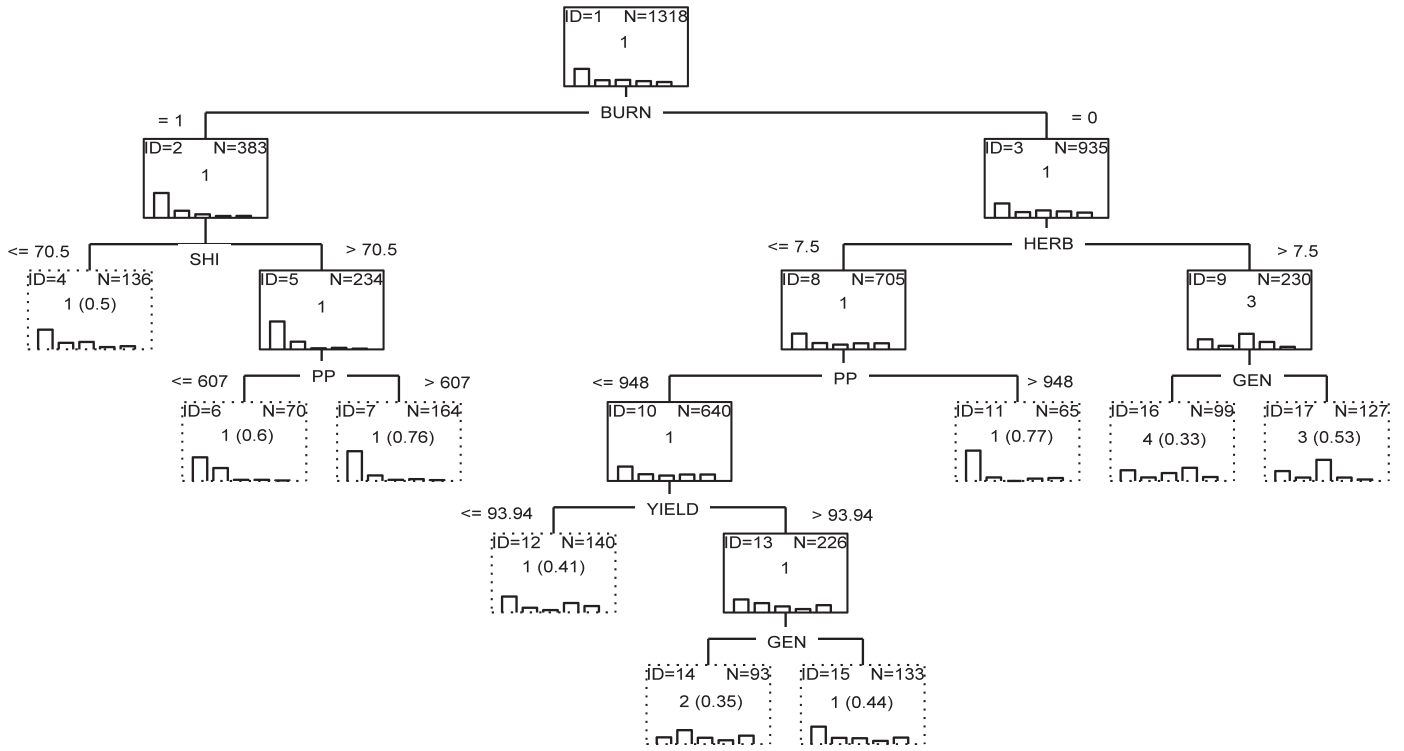 ID=1 N=1318
1
BURN
= 1
= 0
ID=2 N=383
1
ID=3 N=935
1
SHI
<= 70.5
> 70.5
HERB
<= 7.5
> 7.5
ID=4 N=136
1 (0.5)
ID=5 N=234
1
ID=8 N=705
1
ID=9 N=230
3
PP
<= 607
> 607
PP
<= 948
> 948
GEN
ID=6 N=70
1 (0.6)
ID=7 N=164
1 (0.76)
ID=10 N=640
1
ID=11 N=65
1 (0.77)
ID=16 N=99
4 (0.33)
ID=17 N=127
3 (0.53)
YIELD
<= 93.94
> 93.94
ID=12 N=140
1 (0.41)
ID=13 N=226
1
GEN
ID=14 N=93
2 (0.35)
ID=15 N=133
1 (0.44)